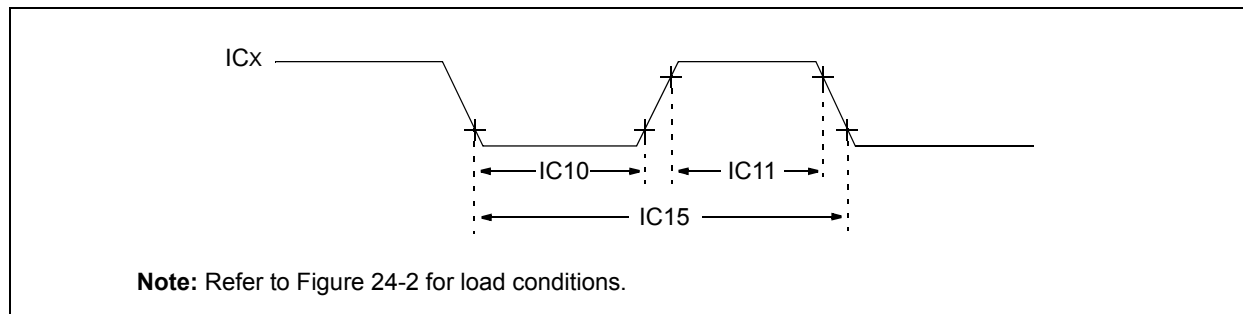 ICx
IC10
IC11
IC15
Note: Refer to Figure 24-2 for load conditions.